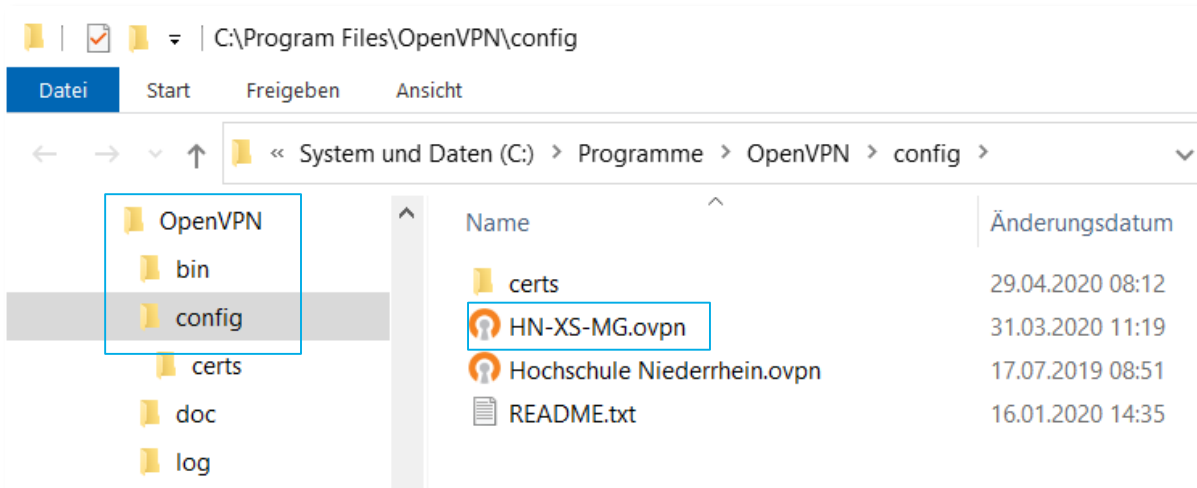 C:\Program Files\OpenVPN\config
Datei Start Freigeben Ansicht
« System und Daten (C:) > Programme > OpenVPN > config >
OpenVPN
bin
config
certs
doc
log
Name Änderungsdatum
certs 29.04.2020 08:12
HN-XS-MG.ovpn 31.03.2020 11:19
Hochschule Niederrhein.ovpn 17.07.2019 08:51
README.txt 16.01.2020 14:35